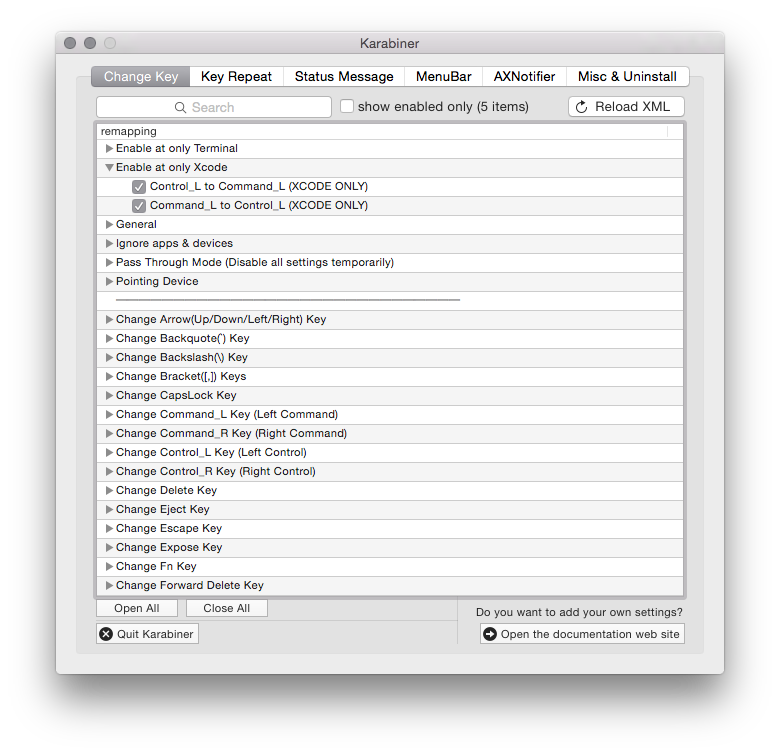 Karabiner
Change Key Key Repeat Status Message MenuBar AXNotifier Misc & Uninstall
Search show enabled only (5 items) Reload XML
remapping
Enable at only Terminal
Enable at only Xcode
Control_L to Command_L (XCODE ONLY)
Command_L to Control_L (XCODE ONLY)
General
Ignore apps & devices
Pass Through Mode (Disable all settings temporarily)
Pointing Device
Change Arrow(Up/Down/Left/Right) Key
Change Backquote(`) Key
Change Backslash(\) Key
Change Bracket([,]) Keys
Change CapsLock Key
Change Command_L Key (Left Command)
Change Command_R Key (Right Command)
Change Control_L Key (Left Control)
Change Control_R Key (Right Control)
Change Delete Key
Change Eject Key
Change Escape Key
Change Expose Key
Change Fn Key
Change Forward Delete Key
Open All Close All Do you want to add your own settings?
Quit Karabiner Open the documentation web site